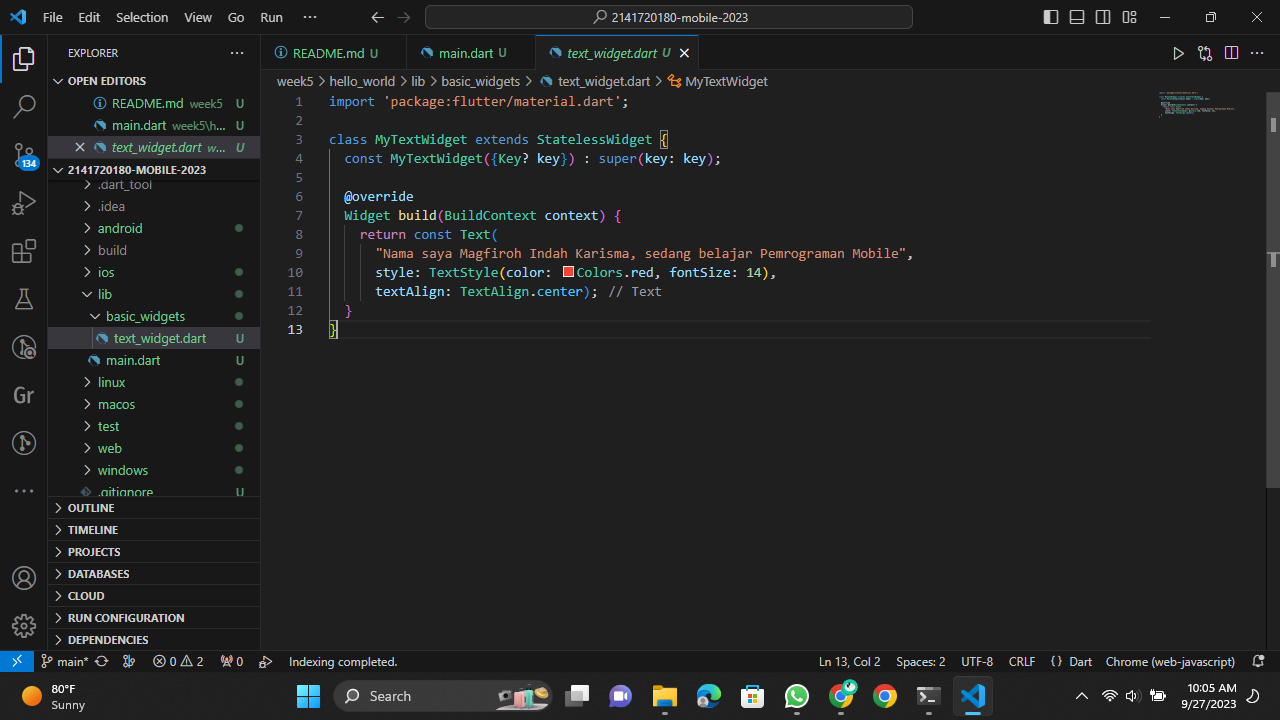 File Edit Selection View Go Run ···
2141720180-mobile-2023
EXPLORER
README.md U
main.dart U
text_widget.dart U
OPEN EDITORS
README.md week5 U
main.dart week5\h... U
text_widget.dart w... U
2141720180-MOBILE-2023
.dart_tool
.idea
android
build
ios
lib
basic_widgets
text_widget.dart U
main.dart U
linux
macos
test
web
windows
.gitignore U
OUTLINE
TIMELINE
PROJECTS
DATABASES
CLOUD
RUN CONFIGURATION
DEPENDENCIES
134
Gr
week5 > hello_world > lib > basic_widgets > text_widget.dart > MyTextWidget
1 import 'package:flutter/material.dart';
2
3 class MyTextWidget extends StatelessWidget {
4 const MyTextWidget({Key? key}) : super(key: key);
5
6 @override
7 Widget build(BuildContext context) {
8 return const Text(
9 "Nama saya Magfiroh Indah Karisma, sedang belajar Pemrograman Mobile",
10 style: TextStyle(color: Colors.red, fontSize: 14),
11 textAlign: TextAlign.center); // Text
12 }
13 }
main* 0 2 0 Indexing completed. Ln 13, Col 2 Spaces: 2 UTF-8 CRLF {} Dart Chrome (web-javascript)
80°F
Sunny
Search
10:05 AM
9/27/2023